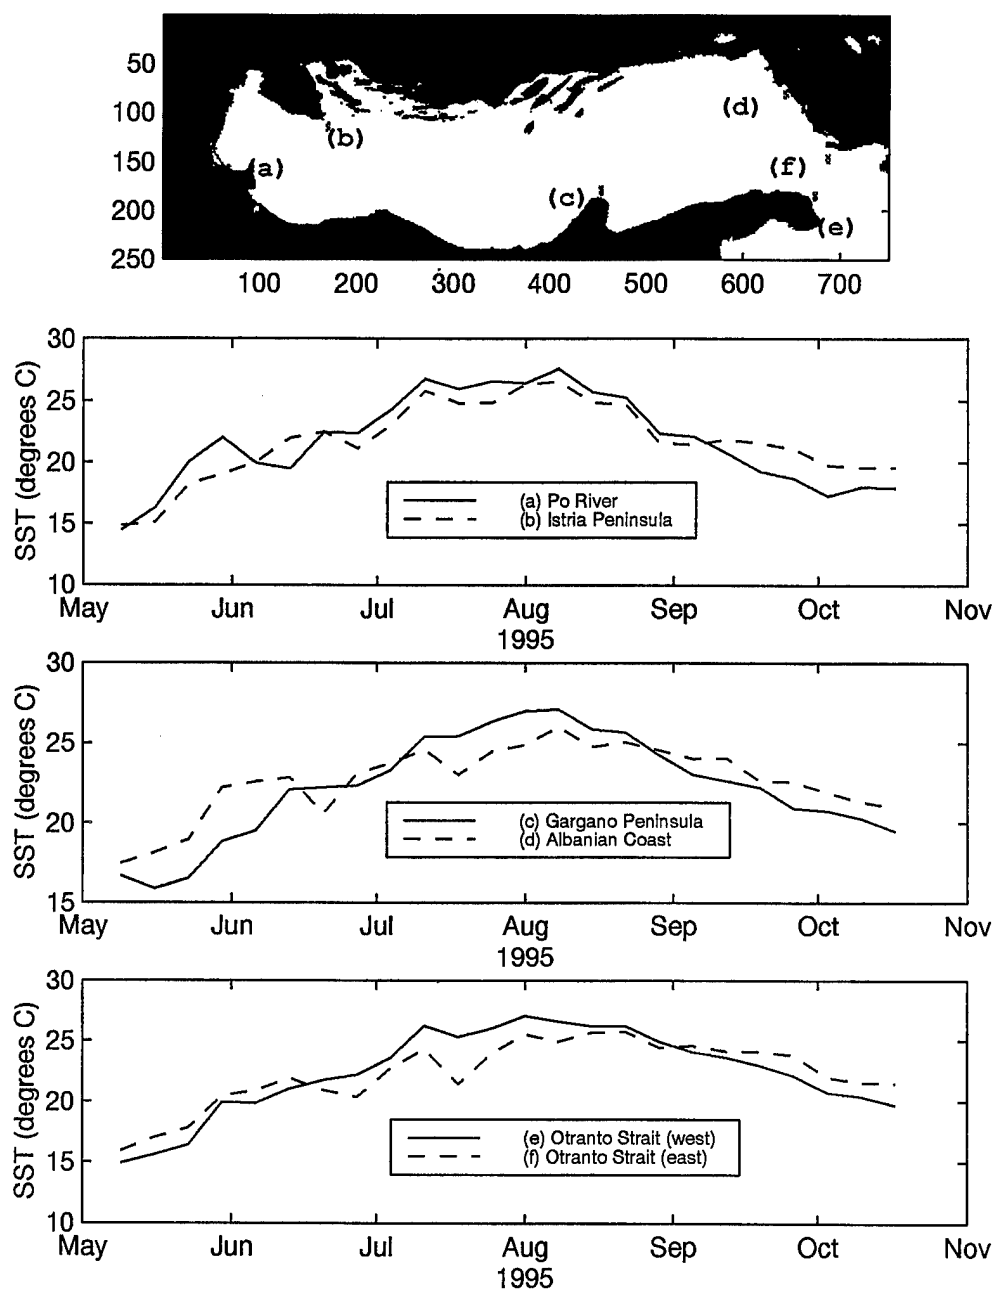 50
100
150
200
250
(a)
(b)
(c)
(d)
(f)
(e)
100 200 300 400 500 600 700
30
25
20
15
10
SST (degrees C)
(a) Po River
(b) Istria Peninsula
May Jun Jul Aug Sep Oct Nov
1995
30
25
20
15
SST (degrees C)
(c) Gargano Peninsula
(d) Albanian Coast
May Jun Jul Aug Sep Oct Nov
1995
30
25
20
15
10
SST (degrees C)
(e) Otranto Strait (west)
(f) Otranto Strait (east)
May Jun Jul Aug Sep Oct Nov
1995